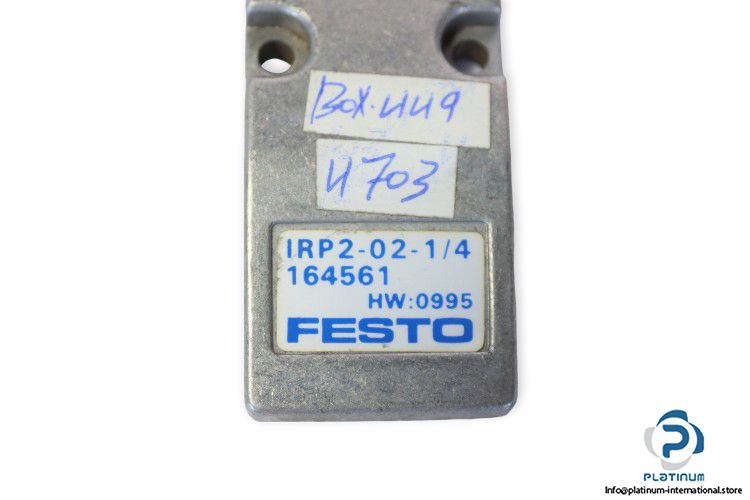 BOX.449
4703
IRP2-02-1/4
164561
HW:0995
FESTO
PLATINUM
Info@platinum-international.store